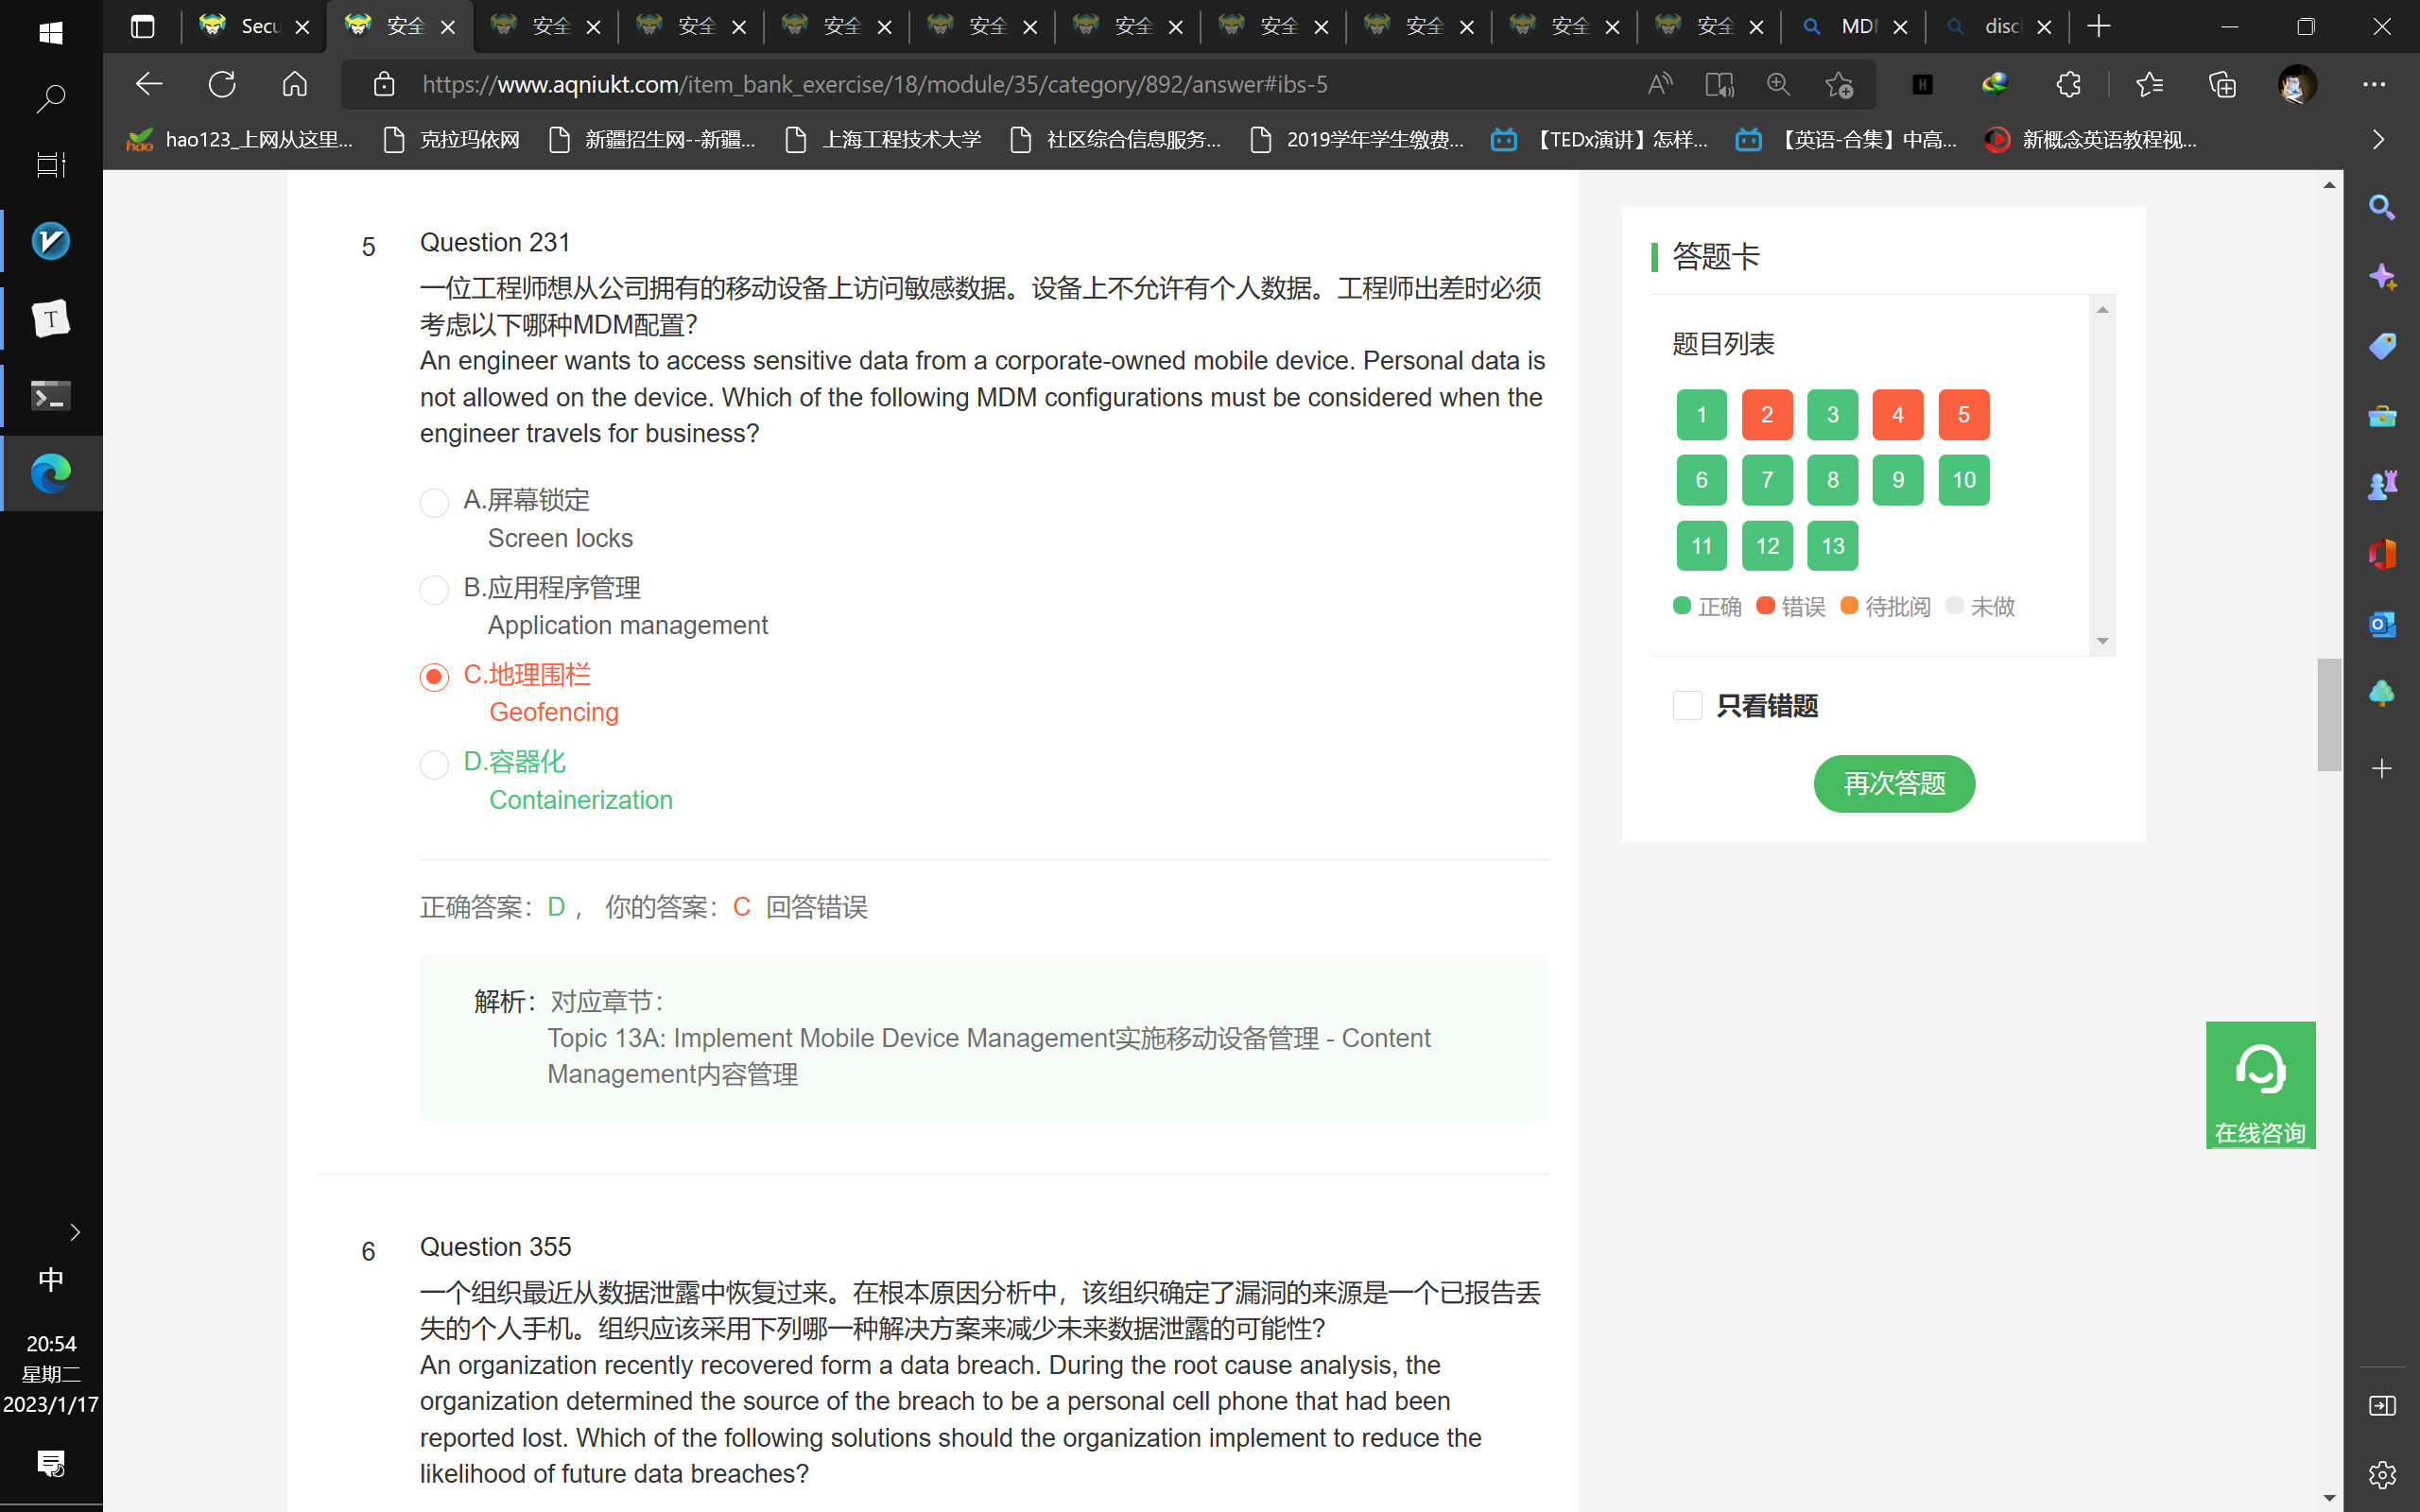 Secu
安全
安全
安全
安全
安全
安全
安全
安全
安全
安全
MDI
disc
https://www.aqniukt.com/item_bank_exercise/18/module/35/category/892/answer#ibs-5
hao123_上网从这里...
克拉玛依网
新疆招生网--新疆...
上海工程技术大学
社区综合信息服务...
2019学年学生缴费...
【TEDx演讲】怎样...
【英语-合集】中高...
新概念英语教程视...
5
Question 231
一位工程师想从公司拥有的移动设备上访问敏感数据。设备上不允许有个人数据。工程师出差时必须
考虑以下哪种MDM配置?
An engineer wants to access sensitive data from a corporate-owned mobile device. Personal data is
not allowed on the device. Which of the following MDM configurations must be considered when the
engineer travels for business?
A.屏幕锁定
Screen locks
B.应用程序管理
Application management
C.地理围栏
Geofencing
D.容器化
Containerization
正确答案：D ， 你的答案：C 回答错误
解析：对应章节：
Topic 13A: Implement Mobile Device Management实施移动设备管理 - Content
Management内容管理
6
Question 355
一个组织最近从数据泄露中恢复过来。在根本原因分析中，该组织确定了漏洞的来源是一个已报告丢
失的个人手机。组织应该采用下列哪一种解决方案来减少未来数据泄露的可能性?
An organization recently recovered form a data breach. During the root cause analysis, the
organization determined the source of the breach to be a personal cell phone that had been
reported lost. Which of the following solutions should the organization implement to reduce the
likelihood of future data breaches?
答题卡
题目列表
1 2 3 4 5
6 7 8 9 10
11 12 13
正确 错误 待批阅 未做
只看错题
再次答题
在线咨询
中
20:54
星期二
2023/1/17